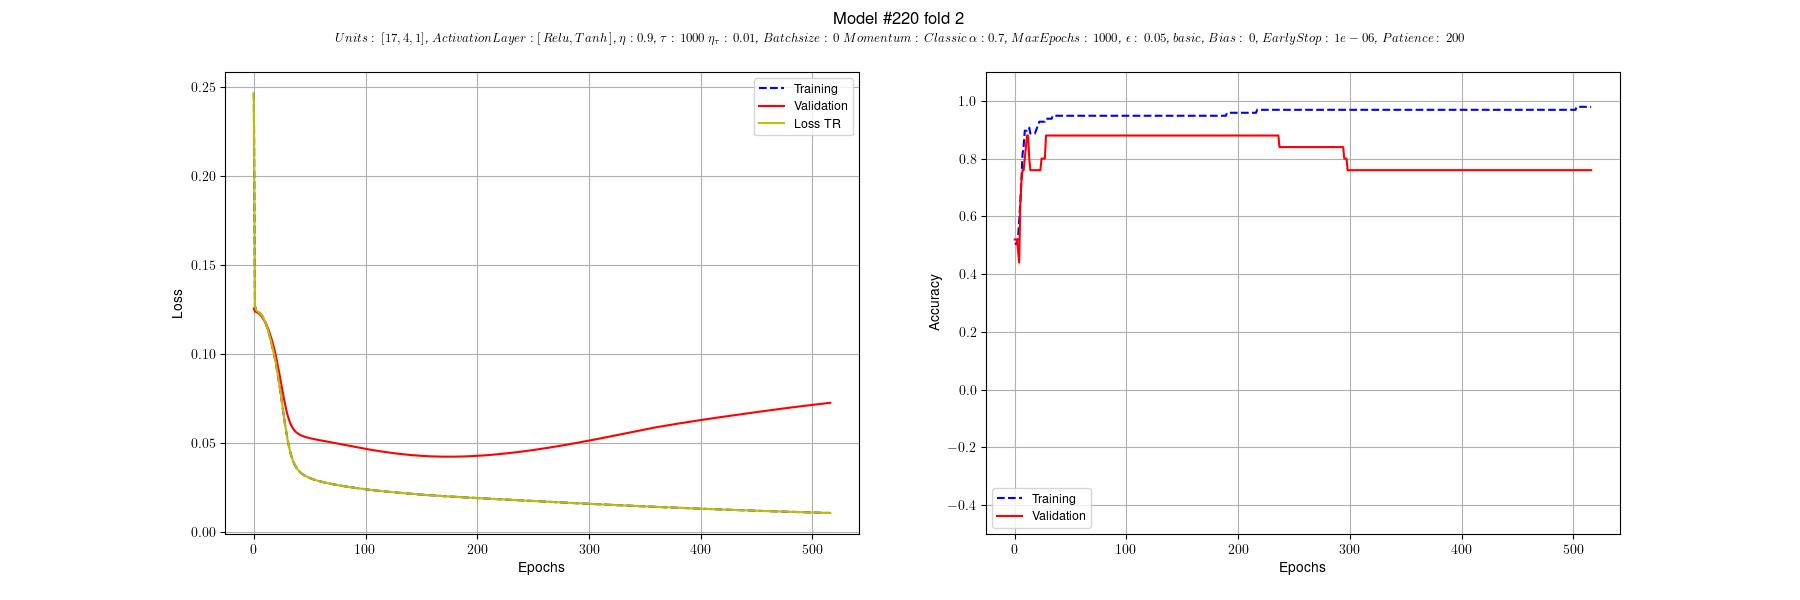 Model #220 fold 2
Units : [17, 4, 1], ActivationLayer : [Relu, Tanh], η : 0.9, τ : 1000 η_τ : 0.01, Batchsize : 0 Momentum : Classic α : 0.7, MaxEpochs : 1000, ϵ : 0.05, basic, Bias : 0, EarlyStop : 1e − 06, Patience : 200
0.25
0.20
0.15
0.10
0.05
0.00
Loss
0 100 200 300 400 500
Epochs
Training
Validation
Loss TR
1.0
0.8
0.6
0.4
0.2
0.0
−0.2
−0.4
Accuracy
0 100 200 300 400 500
Epochs
Training
Validation